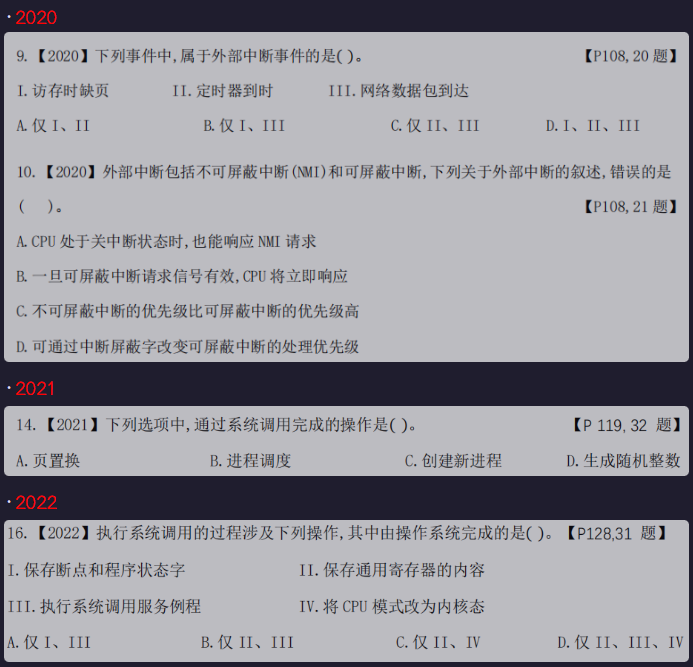 ·2020
9.【2020】下列事件中,属于外部中断事件的是( )。 【P108,20 题】
I.访存时缺页 II.定时器到时 III.网络数据包到达
A.仅 I、II B.仅 I、III C.仅 II、III D.I、II、III
10.【2020】外部中断包括不可屏蔽中断(NMI)和可屏蔽中断,下列关于外部中断的叙述,错误的是
( )。 【P108,21 题】
A.CPU 处于关中断状态时,也能响应 NMI 请求
B.一旦可屏蔽中断请求信号有效,CPU 将立即响应
C.不可屏蔽中断的优先级比可屏蔽中断的优先级高
D.可通过中断屏蔽字改变可屏蔽中断的处理优先级
·2021
14.【2021】下列选项中,通过系统调用完成的操作是( )。 【P 119,32 题】
A.页置换 B.进程调度 C.创建新进程 D.生成随机整数
·2022
16.【2022】执行系统调用的过程涉及下列操作,其中由操作系统完成的是( )。【P128,31 题】
I.保存断点和程序状态字 II.保存通用寄存器的内容
III.执行系统调用服务例程 IV.将 CPU 模式改为内核态
A.仅 I、III B.仅 II、III C.仅 II、IV D.仅 II、III、IV